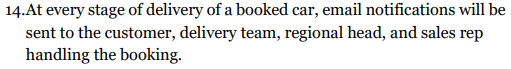 14.At every stage of delivery of a booked car, email notifications will be
sent to the customer, delivery team, regional head, and sales rep
handling the booking.